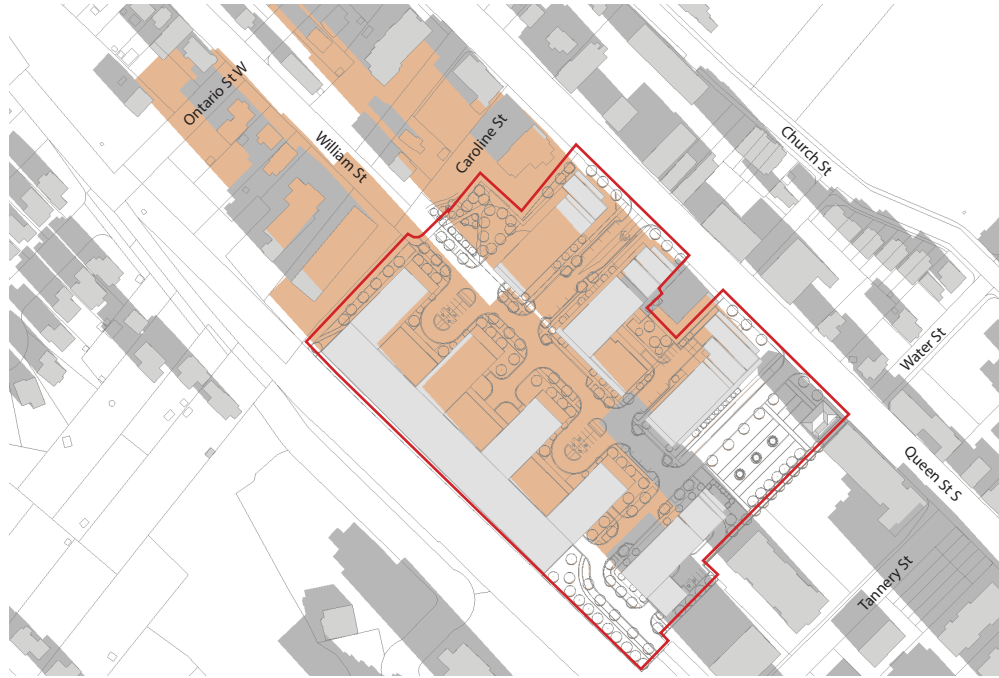 Ontario St W
William St
Caroline St
Church St
Water St
Queen St S
Tannery St